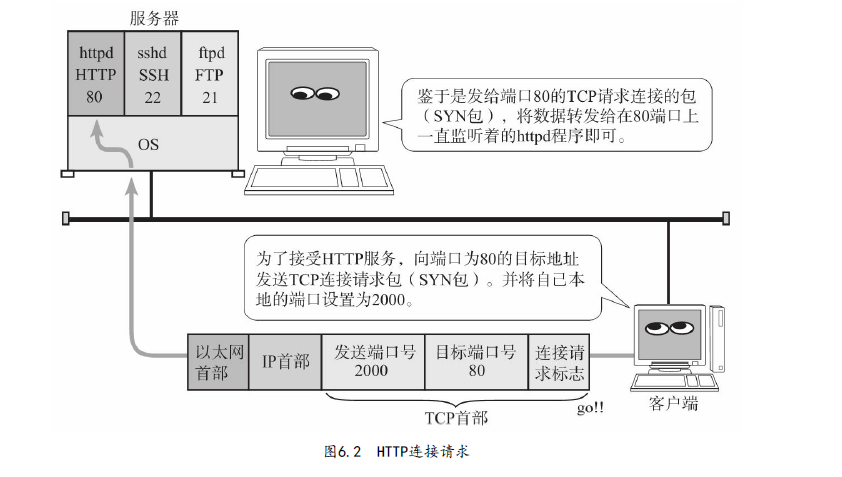 服务器
httpd
HTTP
80
sshd
SSH
22
ftpd
FTP
21
OS
鉴于是发给端口80的TCP请求连接的包
（SYN包），将数据转发给在80端口上
一直监听着的httpd程序即可。
为了接受HTTP服务，向端口为80的目标地址
发送TCP连接请求包（SYN包）。并将自己本
地的端口设置为2000。
以太网
首部
IP首部
发送端口号
2000
目标端口号
80
连接请
求标志
TCP首部
go!!
客户端
图6.2 HTTP连接请求